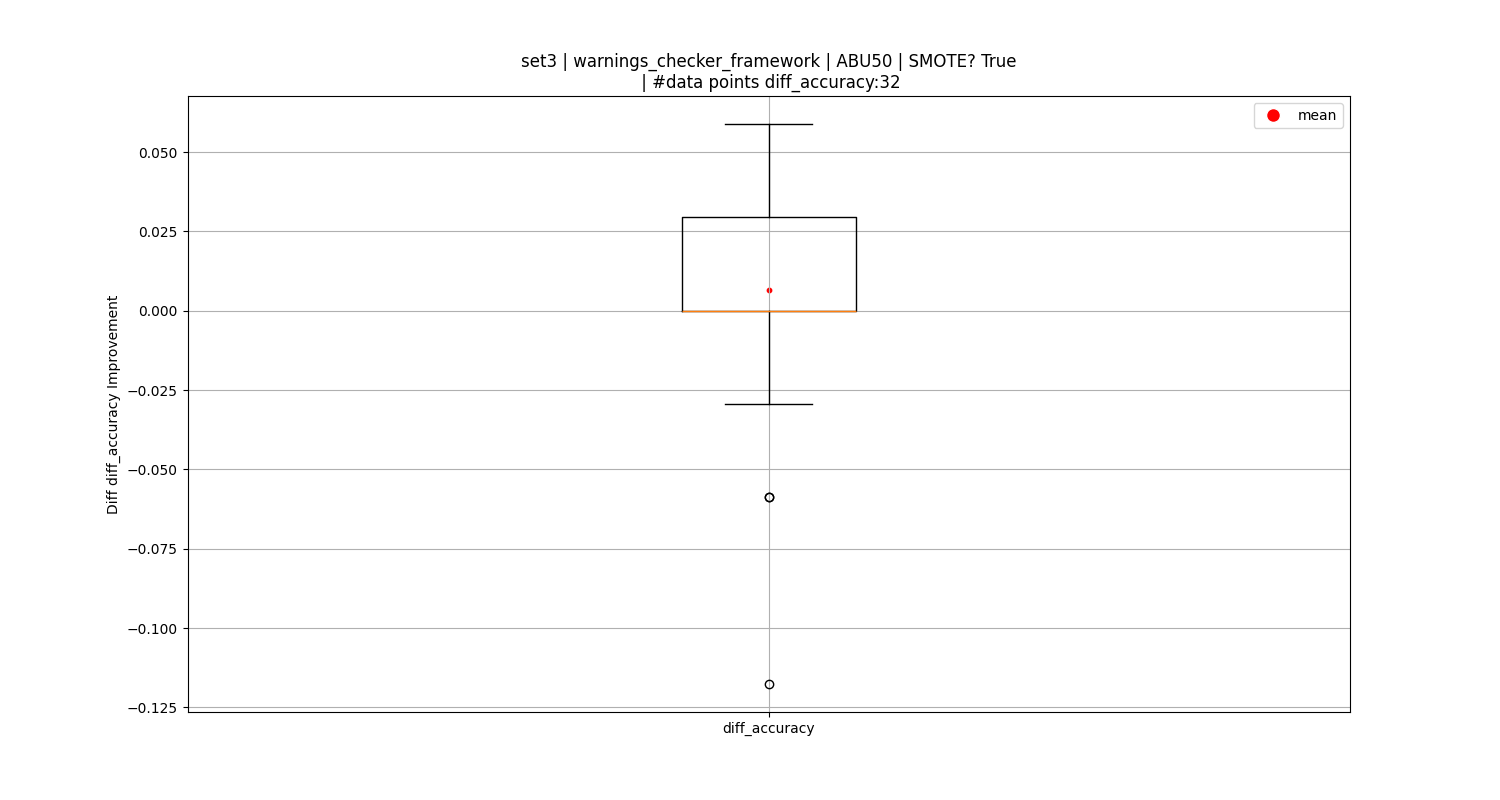 set3 | warnings_checker_framework | ABU50 | SMOTE? True
| #data points diff_accuracy:32
mean
0.050
0.025
0.000
−0.025
−0.050
−0.075
−0.100
−0.125
Diff diff_accuracy Improvement
diff_accuracy